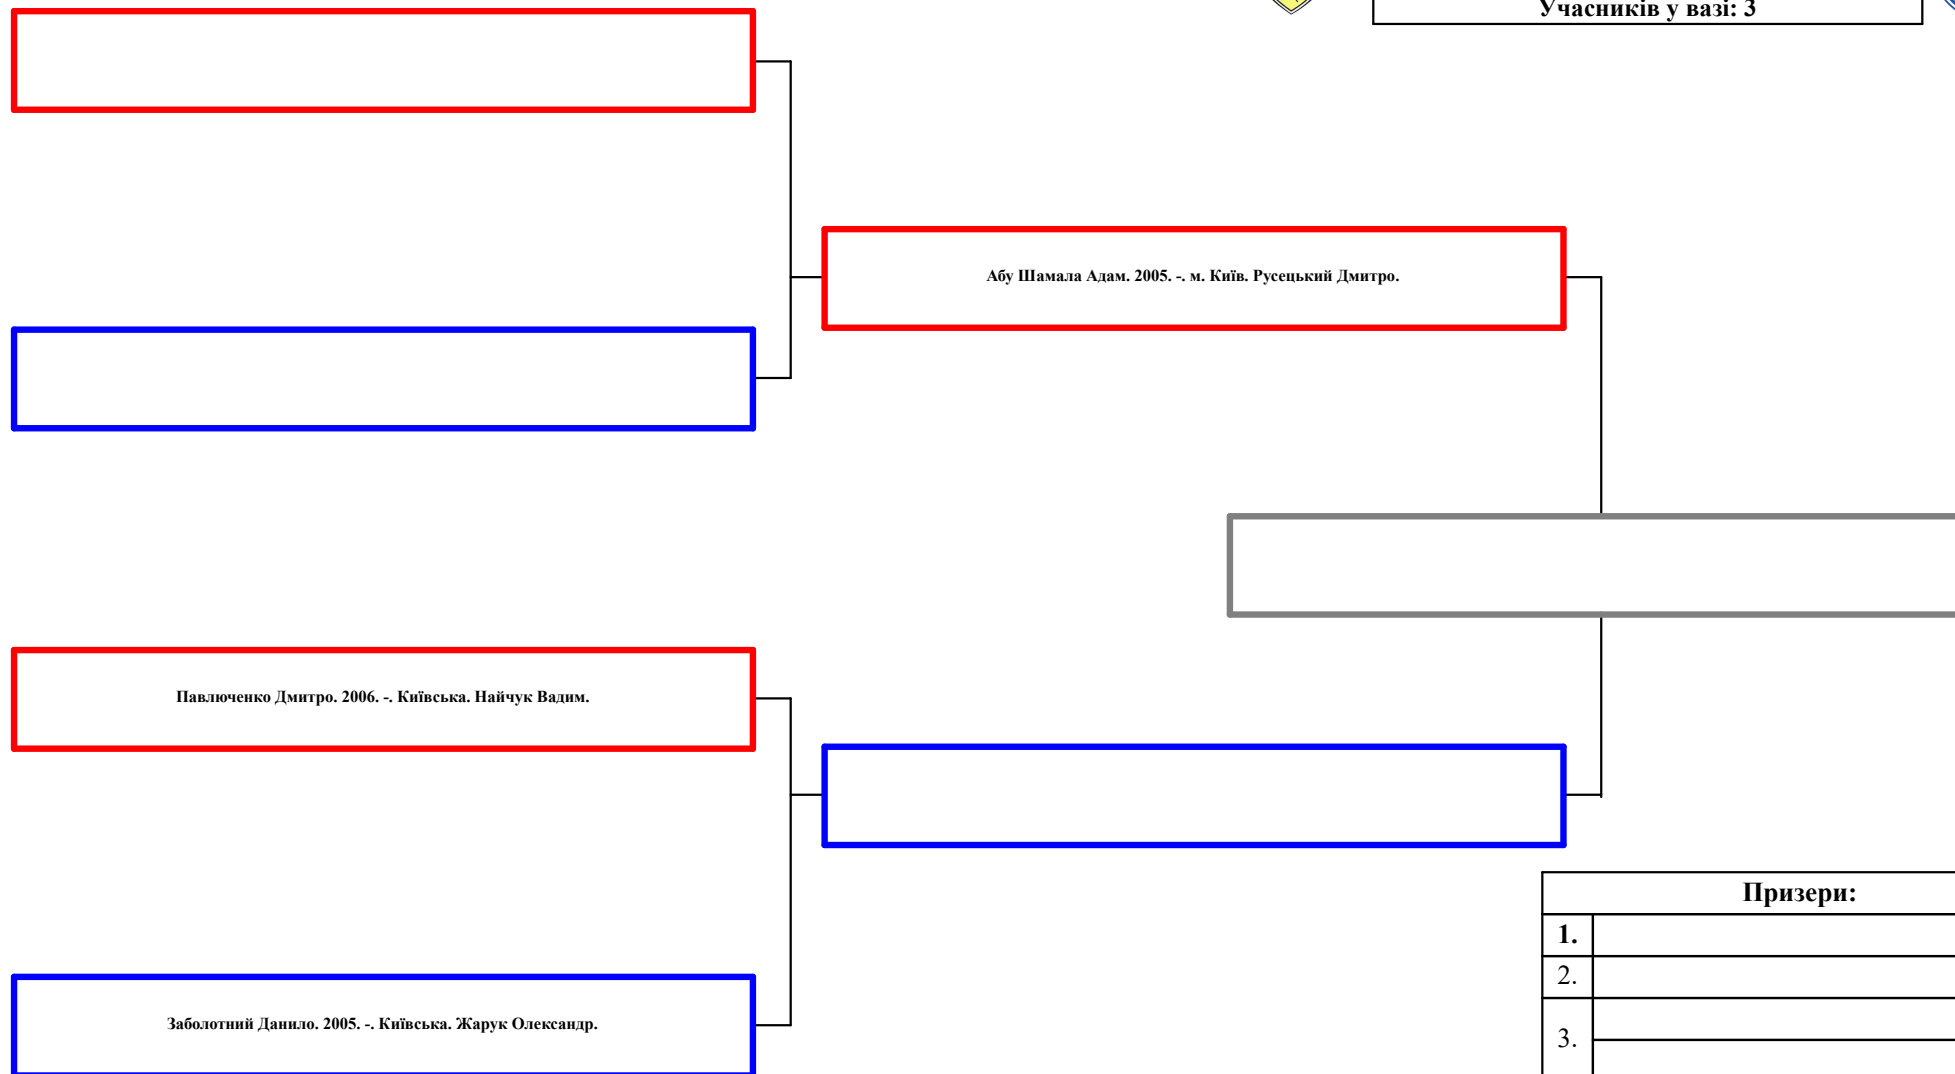 Учасників у вазі: 3
Абу Шамала Адам. 2005. -. м. Київ. Русецький Дмитро.
Павлюченко Дмитро. 2006. -. Київська. Найчук Вадим.
Заболотний Данило. 2005. -. Київська. Жарук Олександр.
Призери:
1.
2.
3.